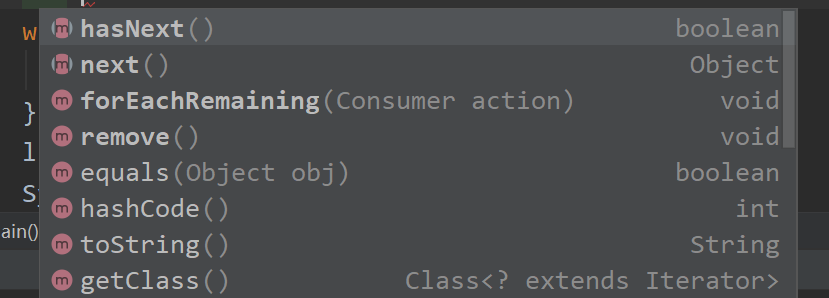 w
hasNext() boolean
next() Object
}
forEachRemaining(Consumer action) void
remove() void
l
equals(Object obj) boolean
S
hashCode() int
ain()
toString() String
getClass() Class<? extends Iterator>